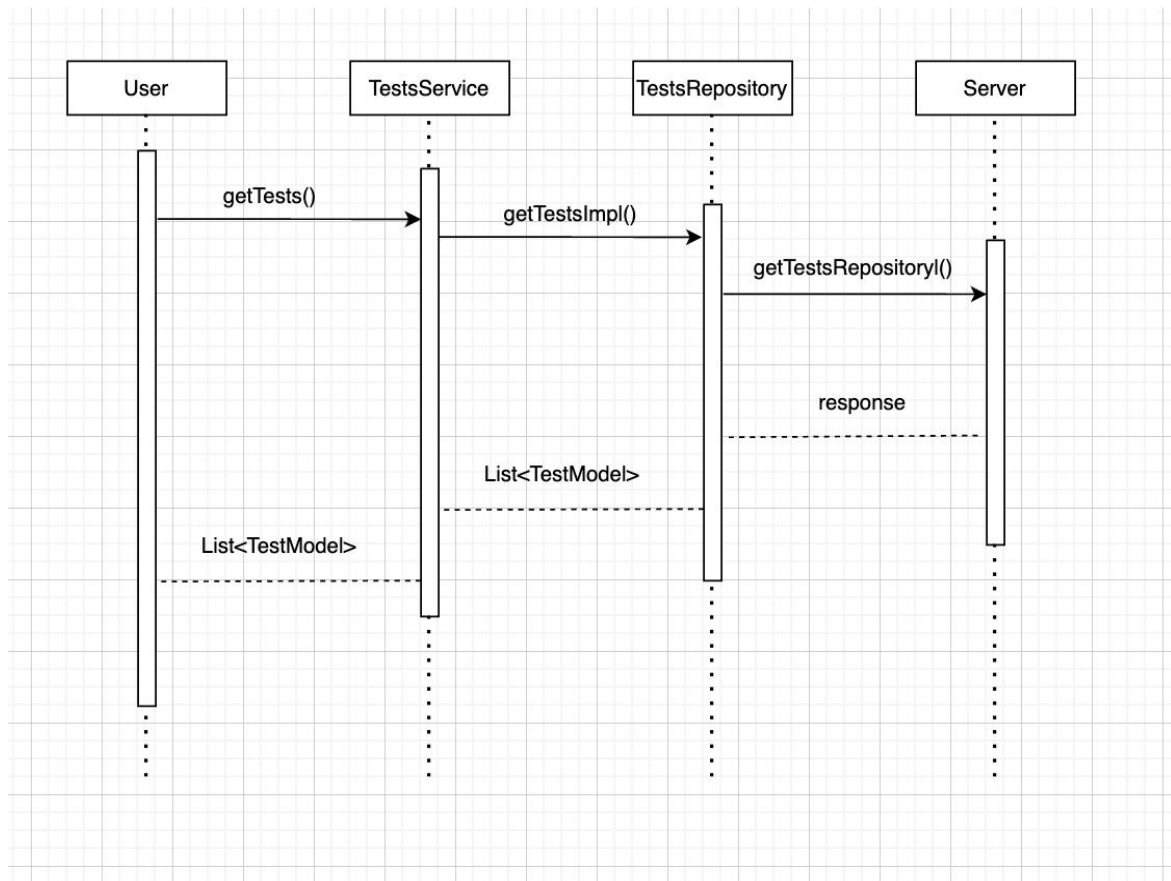 User
TestsService
TestsRepository
Server
getTests()
getTestsImpl()
getTestsRepositoryI()
response
List<TestModel>
List<TestModel>